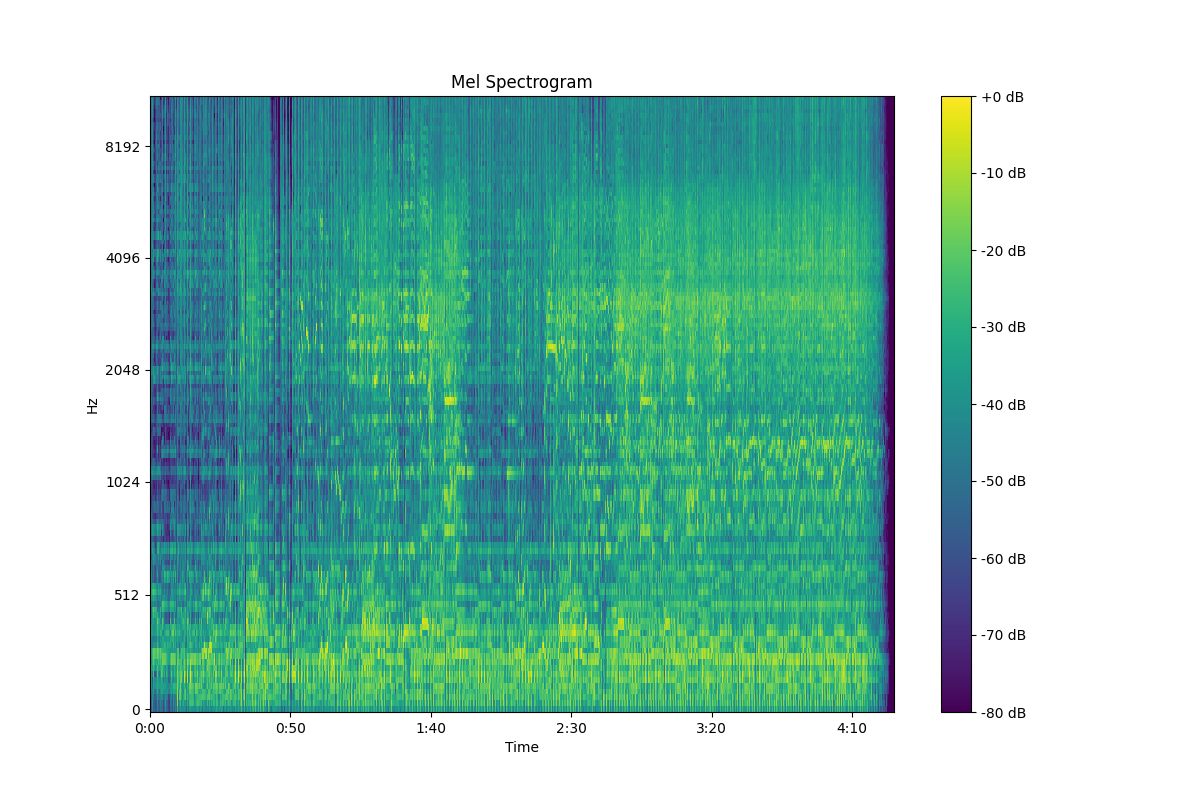 Mel Spectrogram
+0 dB
8192
-10 dB
-20 dB
4096
-30 dB
2048
-40 dB
Hz
1024
-50 dB
-60 dB
512
-70 dB
0
-80 dB
0:00 0:50 1:40 2:30 3:20 4:10
Time